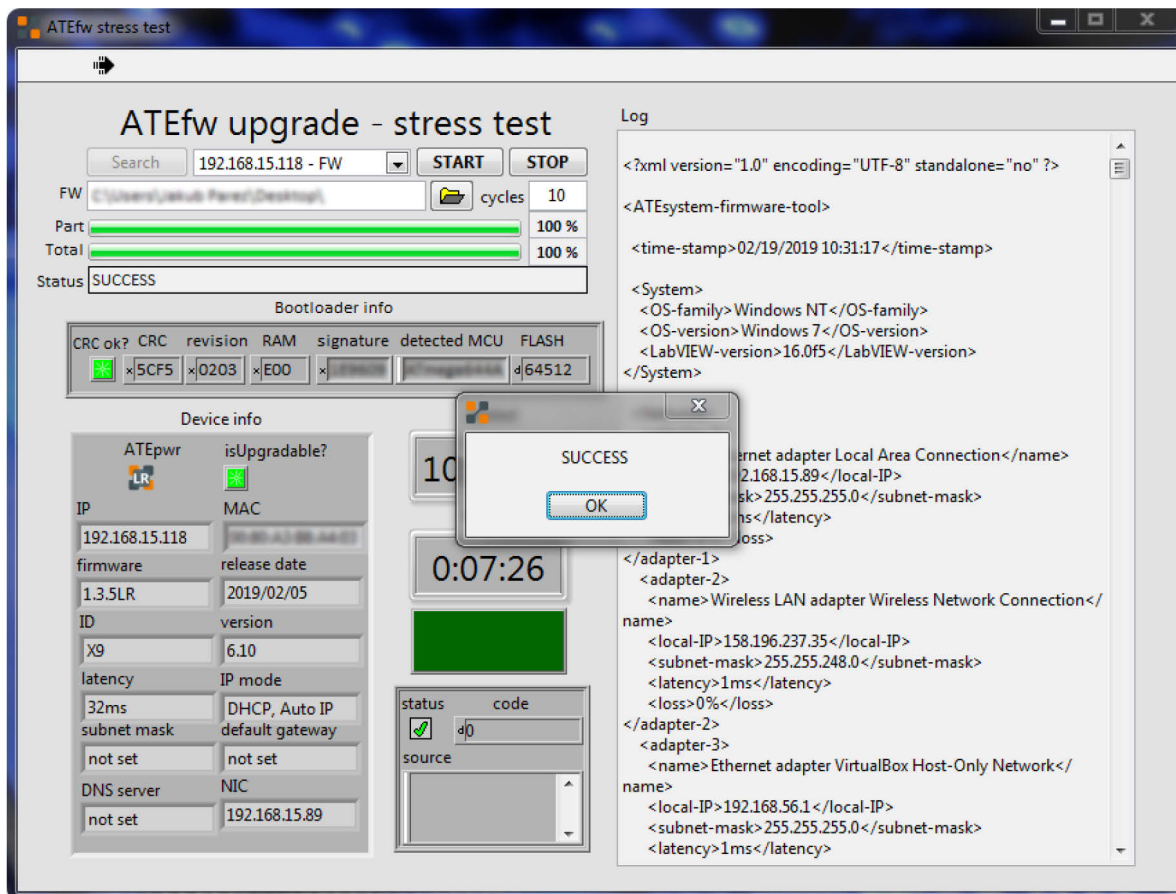 ATEfw stress test
ATEfw upgrade - stress test
Search 192.168.15.118 - FW START STOP
FW cycles 10
Part 100 %
Total 100 %
Status SUCCESS
Bootloader info
CRC ok? CRC revision RAM signature detected MCU FLASH
x5CF5 x0203 xE00 x d64512
Device info
ATEpwr isUpgradable?
LR
IP MAC
192.168.15.118
firmware release date
1.3.5LR 2019/02/05
ID version
X9 6.10
latency IP mode
32ms DHCP, Auto IP
subnet mask default gateway
not set not set
DNS server NIC
not set 192.168.15.89
10
0:07:26
status code
d0
source
SUCCESS
OK
Log
<?xml version="1.0" encoding="UTF-8" standalone="no" ?>
<ATEsystem-firmware-tool>
<time-stamp>02/19/2019 10:31:17</time-stamp>
<System>
<OS-family>Windows NT</OS-family>
<OS-version>Windows 7</OS-version>
<LabVIEW-version>16.0f5</LabVIEW-version>
</System>
ernet adapter Local Area Connection</name>
2.168.15.89</local-IP>
sk>255.255.255.0</subnet-mask>
ms</latency>
loss>
</adapter-1>
<adapter-2>
<name>Wireless LAN adapter Wireless Network Connection</
name>
<local-IP>158.196.237.35</local-IP>
<subnet-mask>255.255.248.0</subnet-mask>
<latency>1ms</latency>
<loss>0%</loss>
</adapter-2>
<adapter-3>
<name>Ethernet adapter VirtualBox Host-Only Network</
name>
<local-IP>192.168.56.1</local-IP>
<subnet-mask>255.255.255.0</subnet-mask>
<latency>1ms</latency>